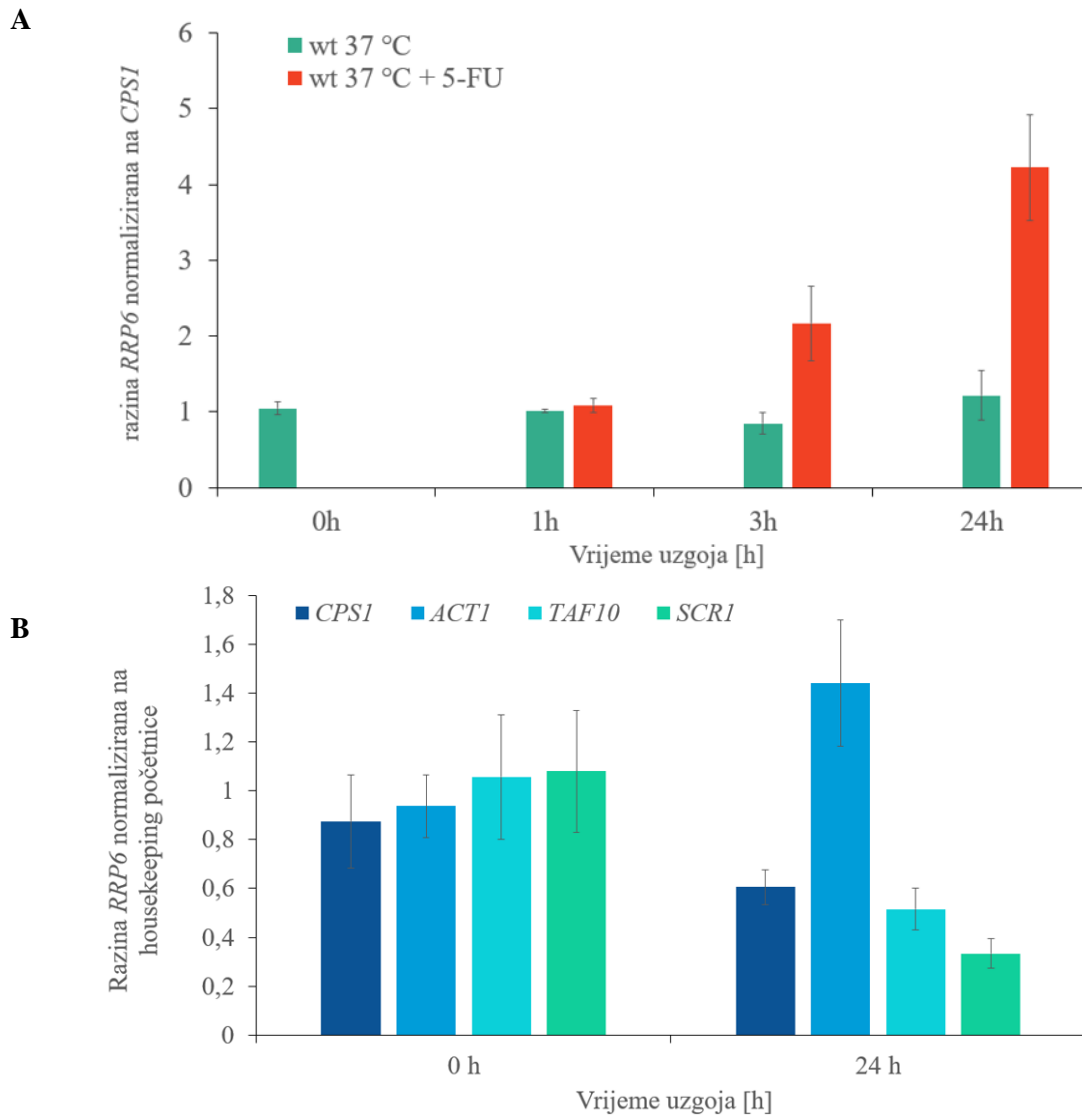 A
razina RRP6 normalizirana na CPS1
6
5
4
3
2
1
0
wt 37 °C
wt 37 °C + 5-FU
0h 1h 3h 24h
Vrijeme uzgoja [h]
B
Razina RRP6 normalizirana na
housekeeping početnice
1,8
1,6
1,4
1,2
1
0,8
0,6
0,4
0,2
0
CPS1 ACT1 TAF10 SCR1
0 h 24 h
Vrijeme uzgoja [h]